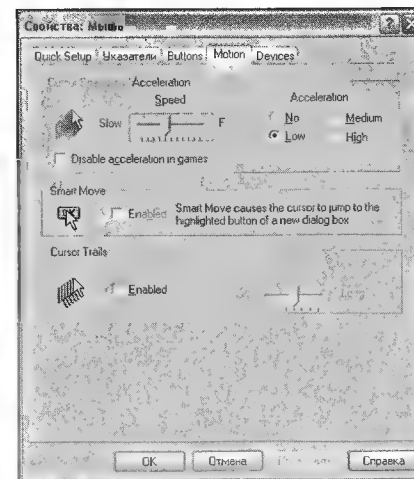 Свойства: Мышь
Quick Setup Указатели Buttons Motion Devices
Acceleration
Speed Acceleration
Slow F No Medium
Low High
Disable acceleration in games
Smart Move
Enabled Smart Move causes the cursor to jump to the
highlighted button of a new dialog box
Cursor Trails
Enabled
OK Отмена Справка